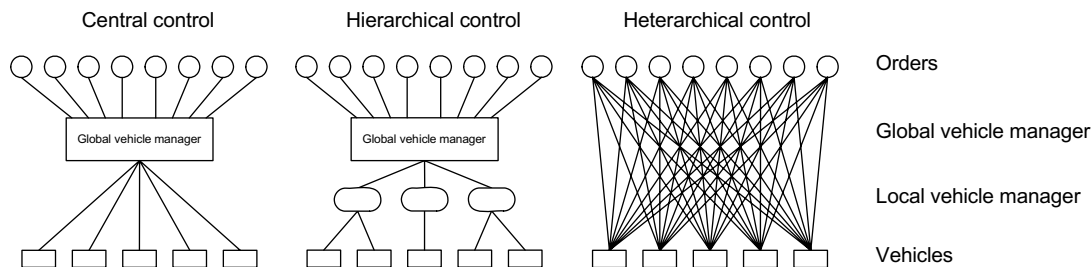 Central control
Hierarchical control
Heterarchical control
Orders
Global vehicle manager
Global vehicle manager
Global vehicle manager
Local vehicle manager
Vehicles